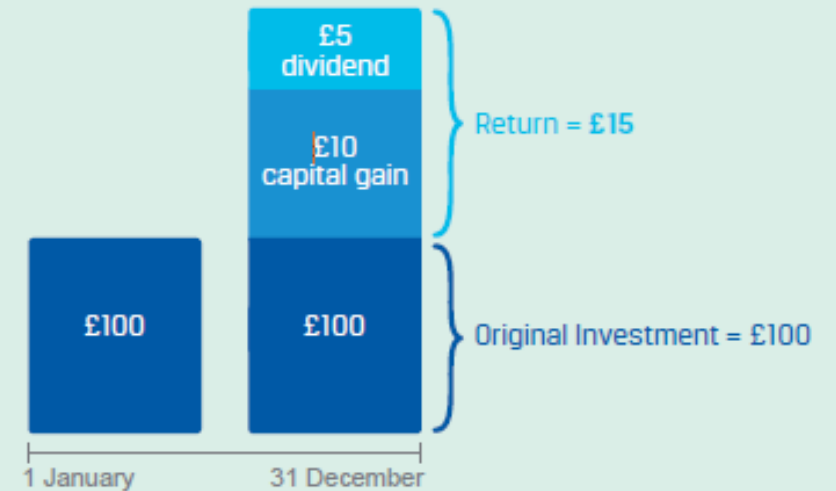 £5
dividend
£10
capital gain
Return = £15
£100
£100
Original Investment = £100
1 January
31 December